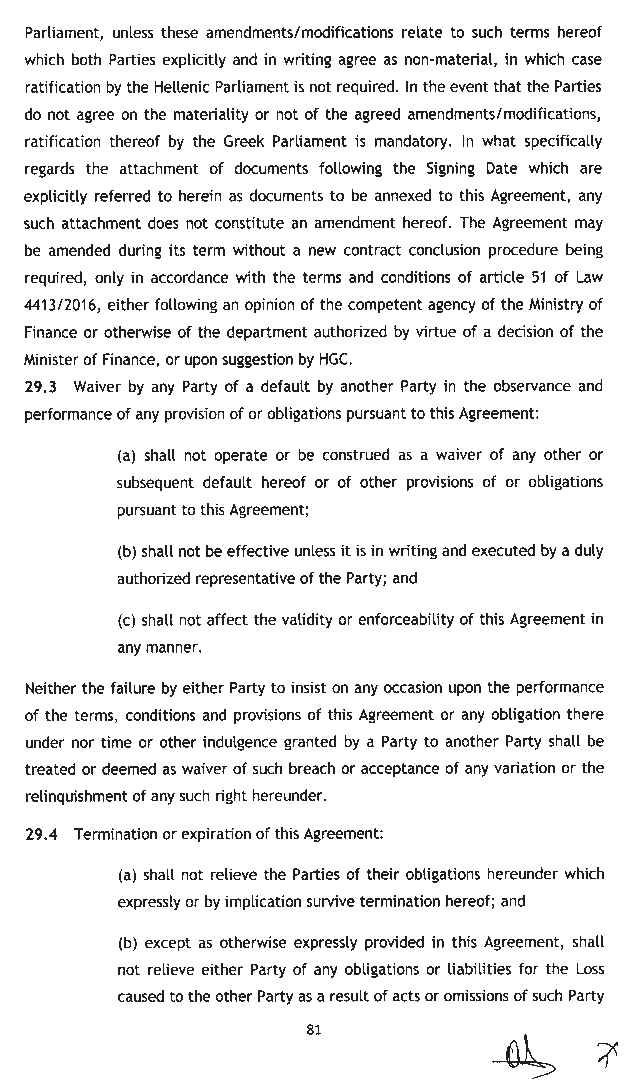 Parliament, unless these amendments/modifications relate to such terms hereof
which both Parties explicitly and in writing agree as non-material, in which case
ratification by the Hellenic Parliament is not required. In the event that the Parties
do not agree on the materiality or not of the agreed amendments/modifications,
ratification thereof by the Greek Parliament is mandatory. In what specifically
regards the attachment of documents following the Signing Date which are
explicitly referred to herein as documents to be annexed to this Agreement, any
such attachment does not constitute an amendment hereof. The Agreement may
be amended during its term without a new contract conclusion procedure being
required, only in accordance with the terms and conditions of article 51 of Law
4413/2016, either following an opinion of the competent agency of the Ministry of
Finance or otherwise of the department authorized by virtue of a decision of the
Minister of Finance, or upon suggestion by HGC.
29.3 Waiver by any Party of a default by another Party in the observance and
performance of any provision of or obligations pursuant to this Agreement:
(a) shall not operate or be construed as a waiver of any other or
subsequent default hereof or of other provisions of or obligations
pursuant to this Agreement;
(b) shall not be effective unless it is in writing and executed by a duly
authorized representative of the Party; and
(c) shall not affect the validity or enforceability of this Agreement in
any manner.
Neither the failure by either Party to insist on any occasion upon the performance
of the terms, conditions and provisions of this Agreement or any obligation there
under nor time or other indulgence granted by a Party to another Party shall be
treated or deemed as waiver of such breach or acceptance of any variation or the
relinquishment of any such right hereunder.
29.4 Termination or expiration of this Agreement:
(a) shall not relieve the Parties of their obligations hereunder which
expressly or by implication survive termination hereof; and
(b) except as otherwise expressly provided in this Agreement, shall
not relieve either Party of any obligations or liabilities for the Loss
caused to the other Party as a result of acts or omissions of such Party
81